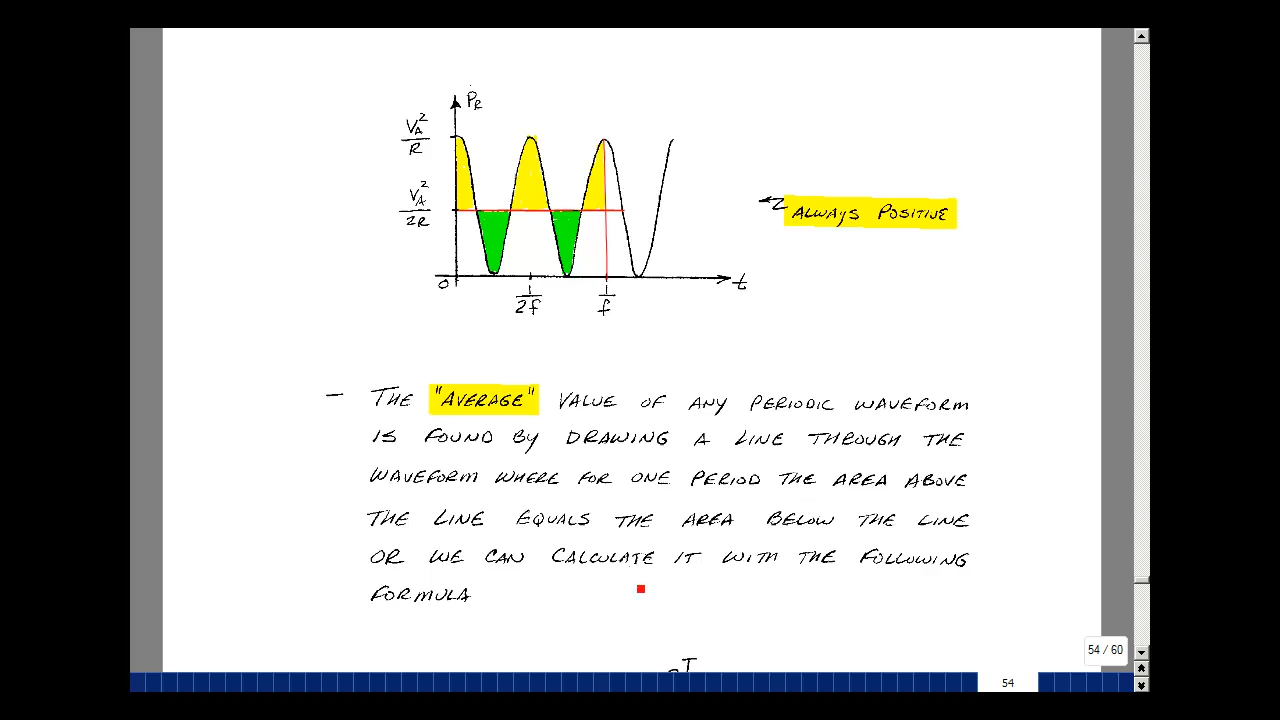 P_R
V_A²/R
V_A²/2R
ALWAYS POSITIVE
0
1/2f
1/f
t
- THE "AVERAGE" VALUE OF ANY PERIODIC WAVEFORM
IS FOUND BY DRAWING A LINE THROUGH THE
WAVEFORM WHERE FOR ONE PERIOD THE AREA ABOVE
THE LINE EQUALS THE AREA BELOW THE LINE
OR WE CAN CALCULATE IT WITH THE FOLLOWING
FORMULA
T
54 / 60
54